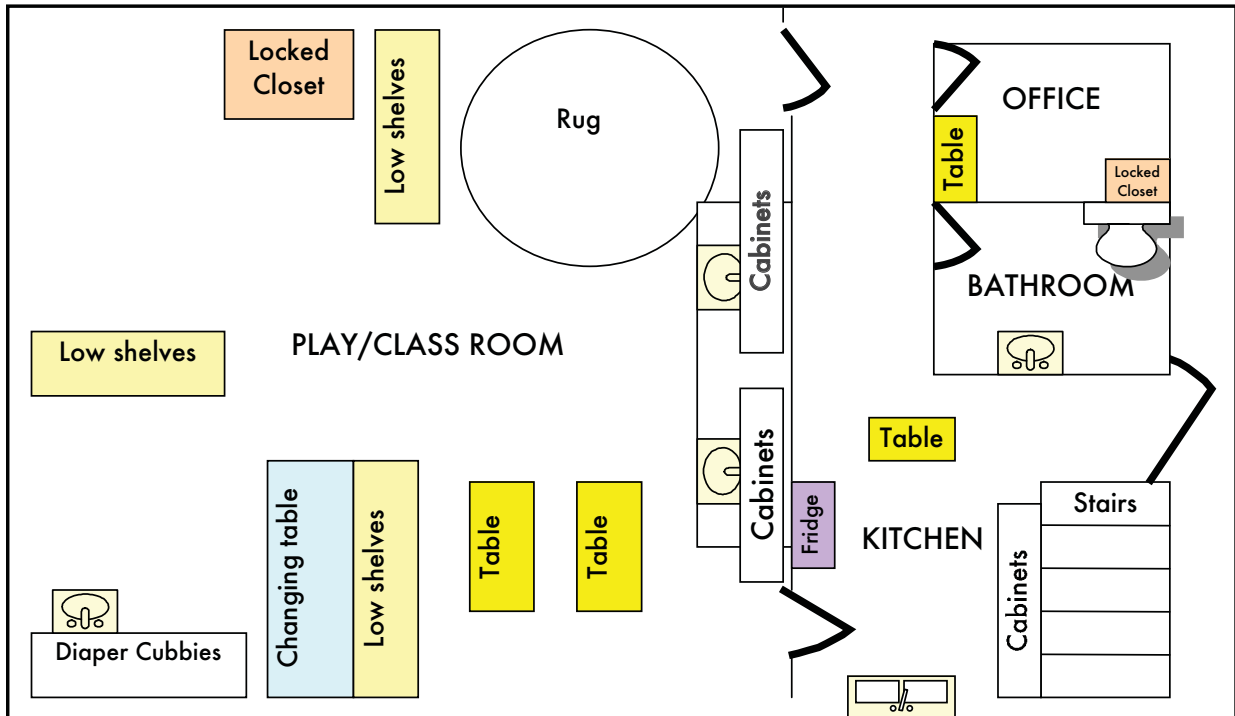 Locked
Closet
Low shelves
Rug
Cabinets
OFFICE
Table
Locked
Closet
BATHROOM
PLAY/CLASS ROOM
Low shelves
Changing table
Low shelves
Table
Table
Cabinets
Fridge
Table
KITCHEN
Stairs
Cabinets
Diaper Cubbies